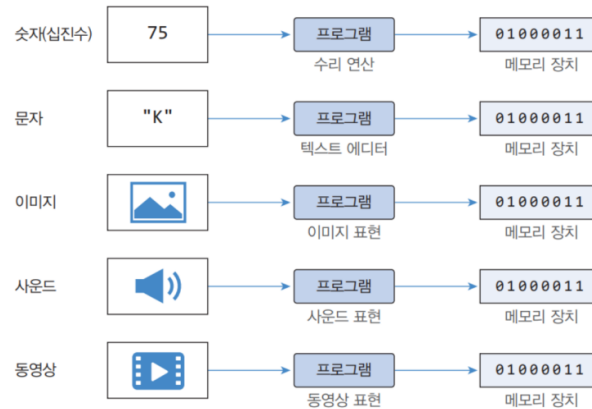 숫자(십진수) 75 프로그램 01000011
수리 연산 메모리 장치
문자 "K" 프로그램 01000011
텍스트 에디터 메모리 장치
이미지 프로그램 01000011
이미지 표현 메모리 장치
사운드 프로그램 01000011
사운드 표현 메모리 장치
동영상 프로그램 01000011
동영상 표현 메모리 장치